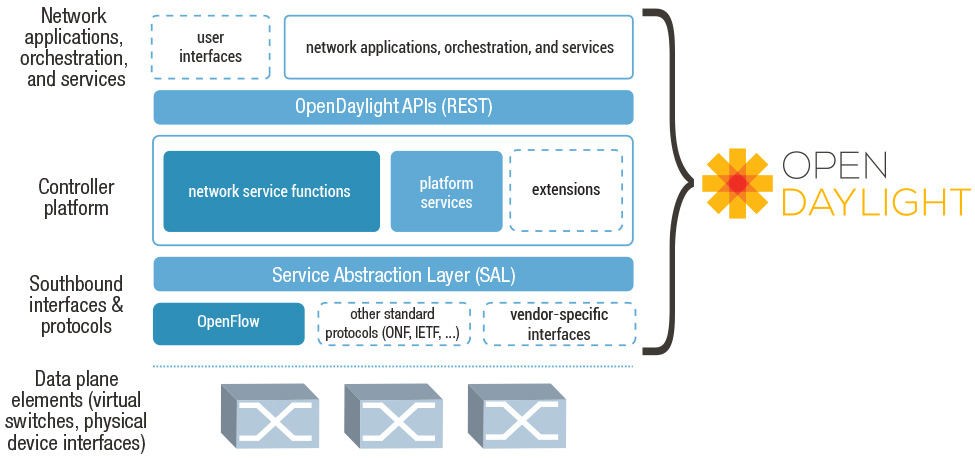 Network
applications,
orchestration,
and services
user
interfaces
network applications, orchestration, and services
OpenDaylight APIs (REST)
Controller
platform
network service functions
platform
services
extensions
OPEN
DAYLIGHT
Southbound
interfaces &
protocols
Service Abstraction Layer (SAL)
OpenFlow
other standard
protocols (ONF, IETF, ...)
vendor-specific
interfaces
Data plane
elements (virtual
switches, physical
device interfaces)